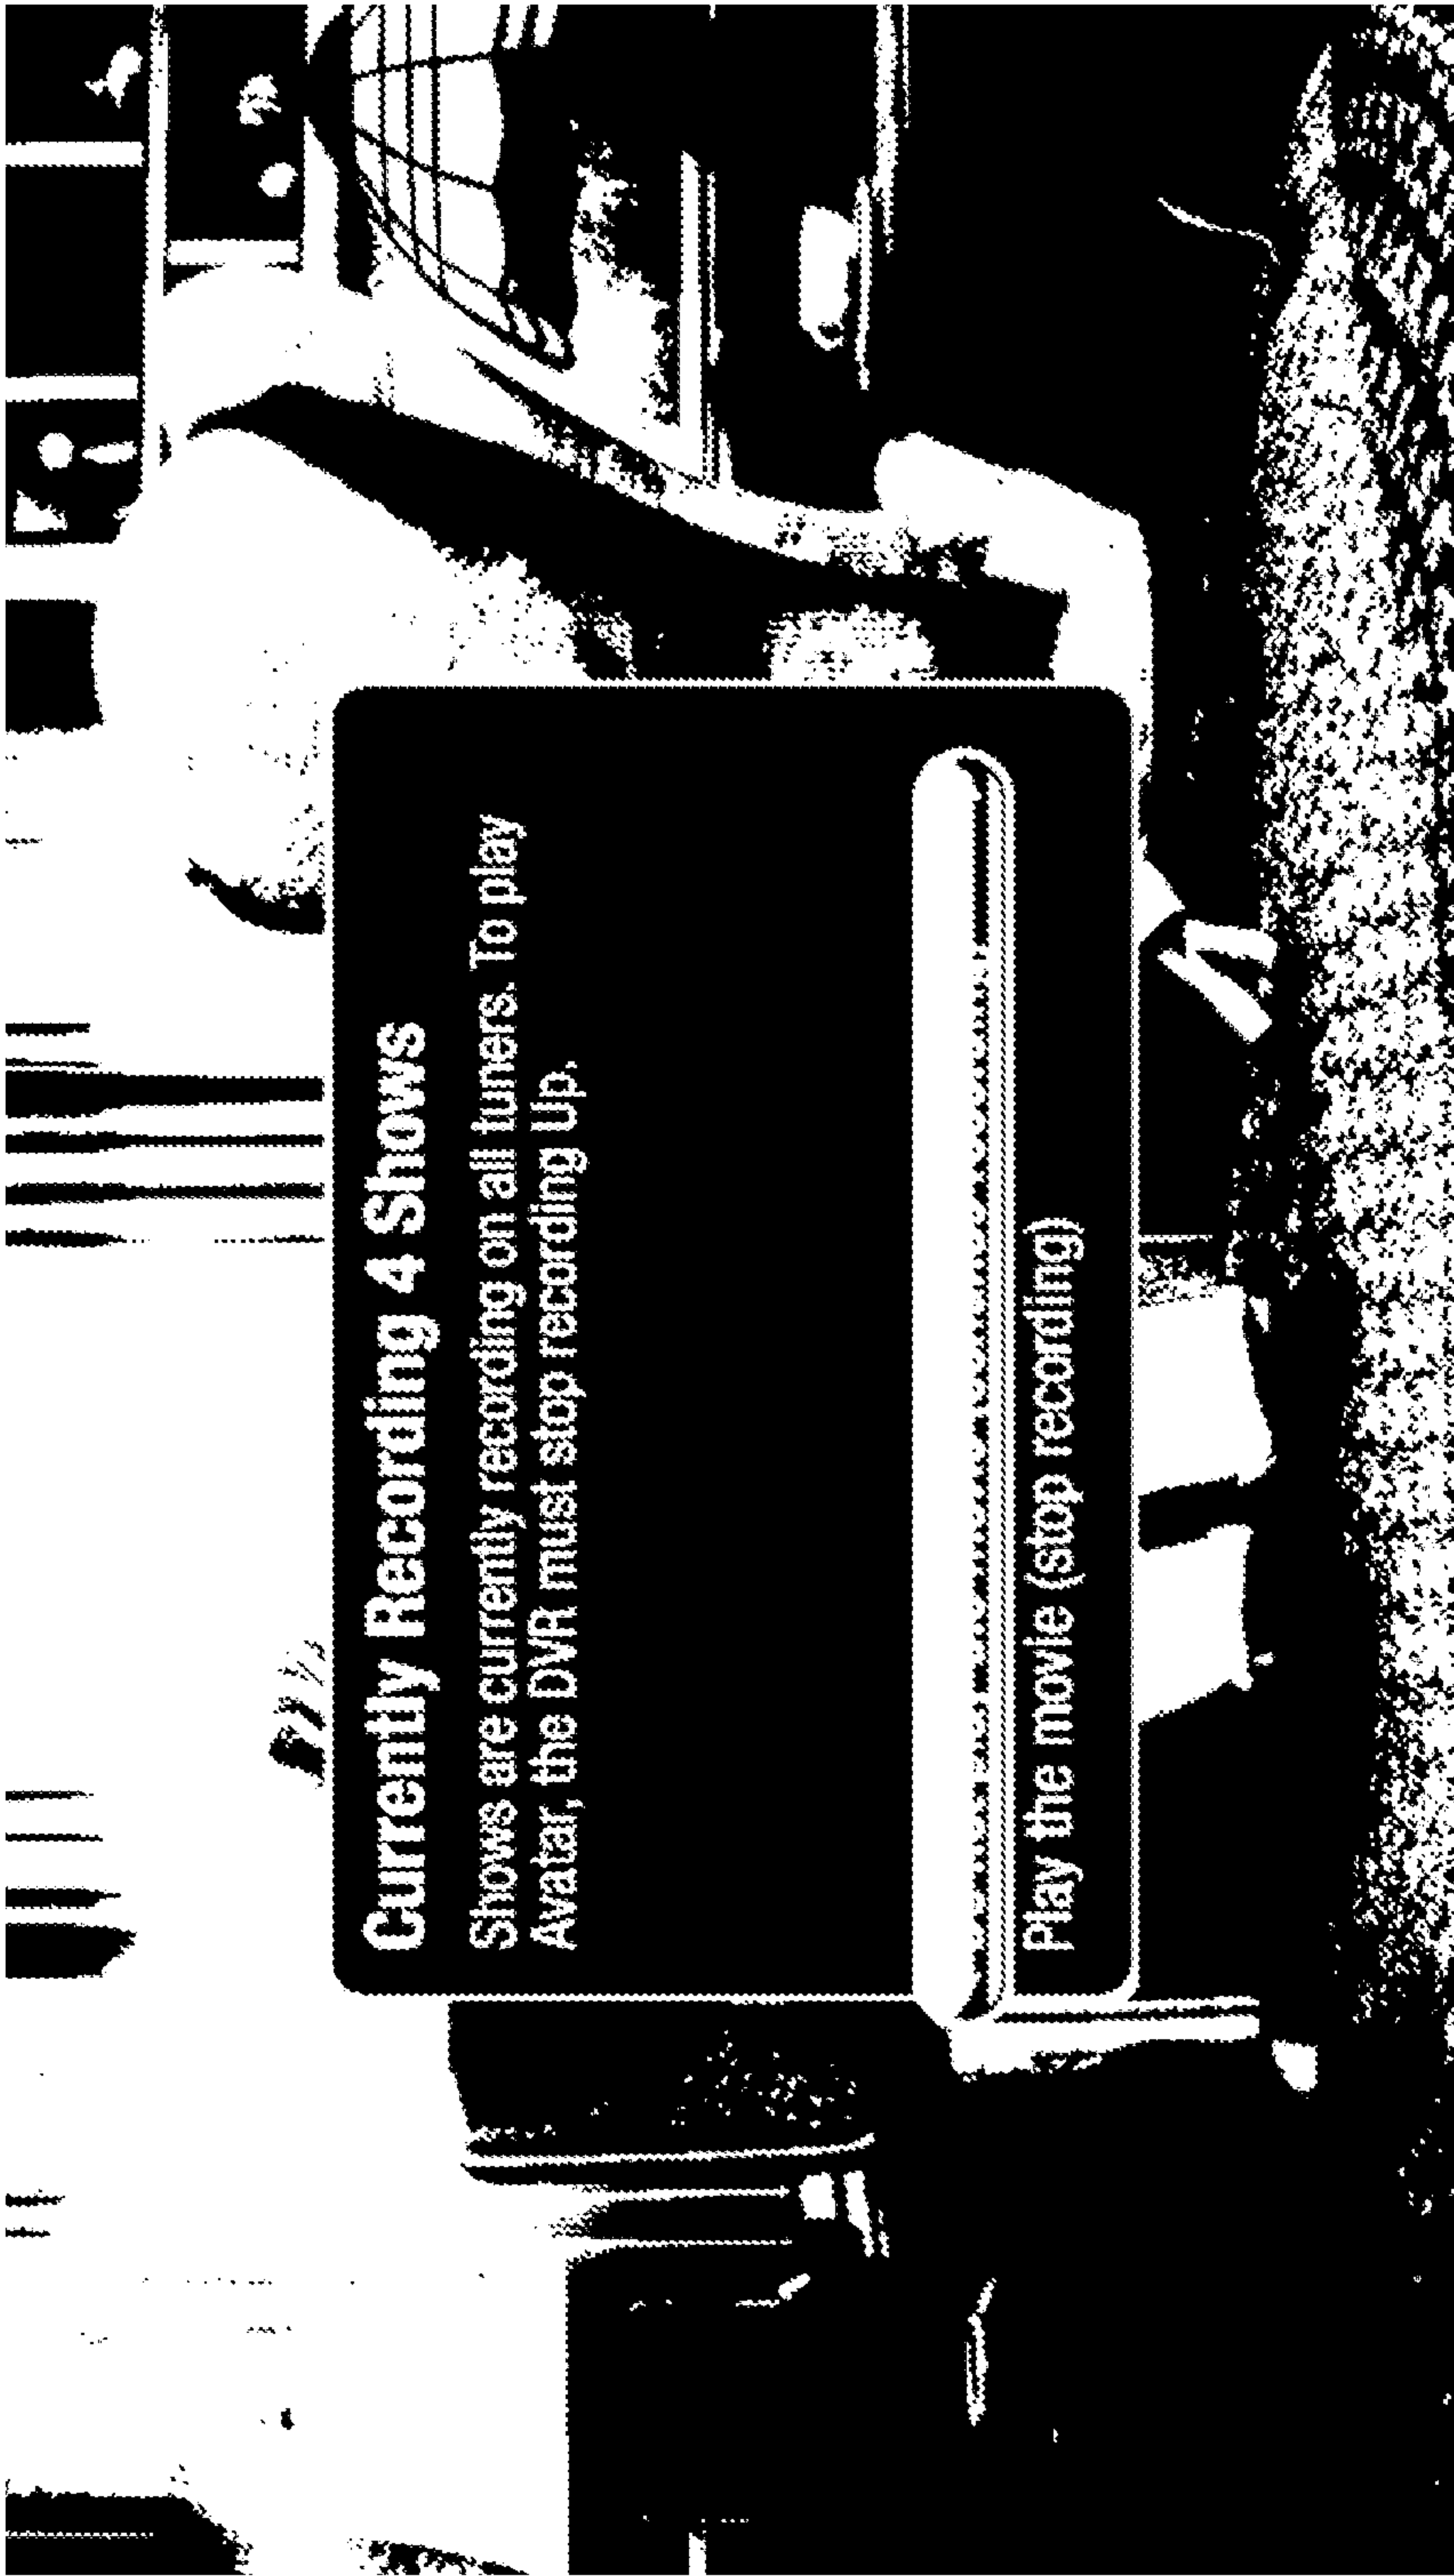 Currently Recording 4 Shows
Shows are currently recording on all tuners. To play
Avatar, the DVR must stop recording Up.
Play the movie (stop recording)